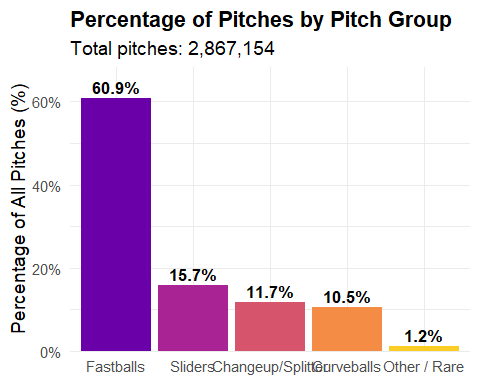 Percentage of Pitches by Pitch Group
Total pitches: 2,867,154
Percentage of All Pitches (%)
60%
40%
20%
0%
60.9%
15.7%
11.7%
10.5%
1.2%
Fastballs
Sliders
Changeup/Splitter
Curveballs
Other / Rare